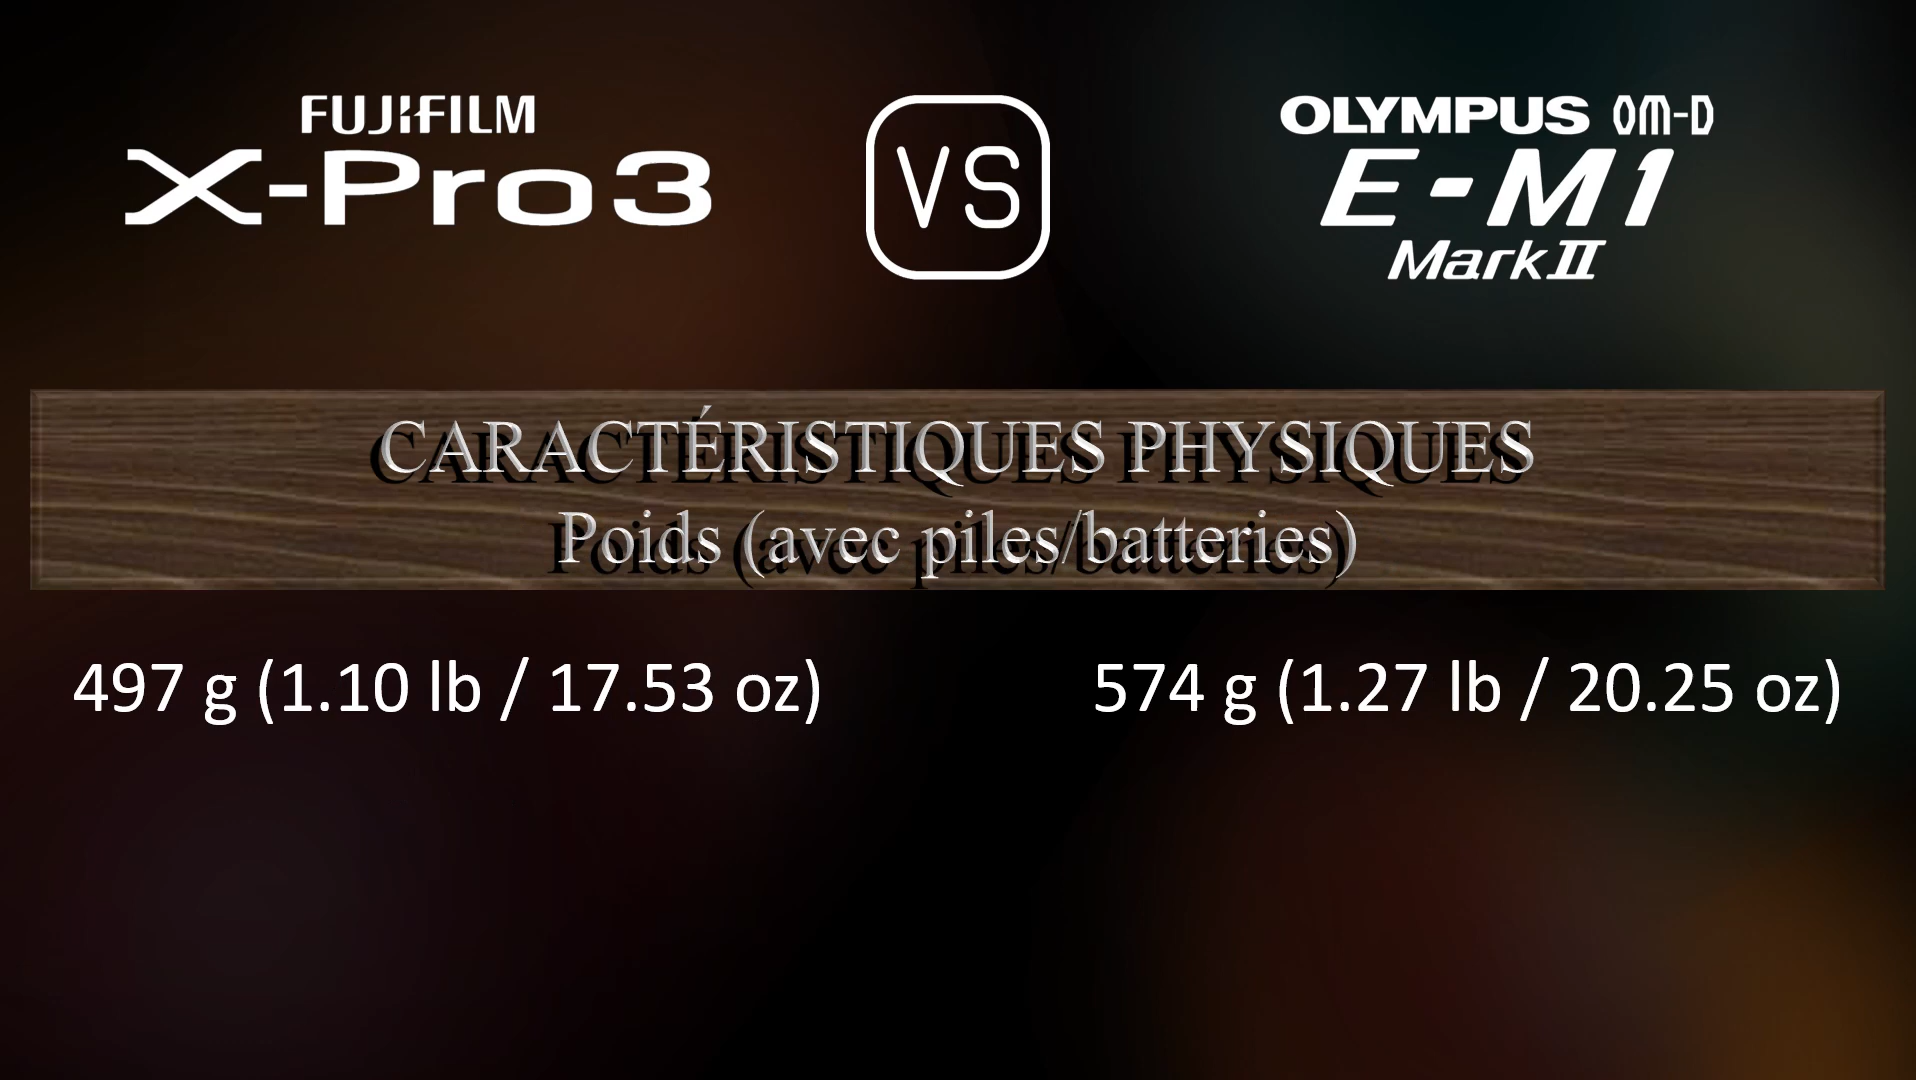 FUJIFILM
X-Pro3
VS
OLYMPUS OM-D
E-M1
Mark II
CARACTÉRISTIQUES PHYSIQUES
Poids (avec piles/batteries)
497 g (1.10 lb / 17.53 oz)
574 g (1.27 lb / 20.25 oz)